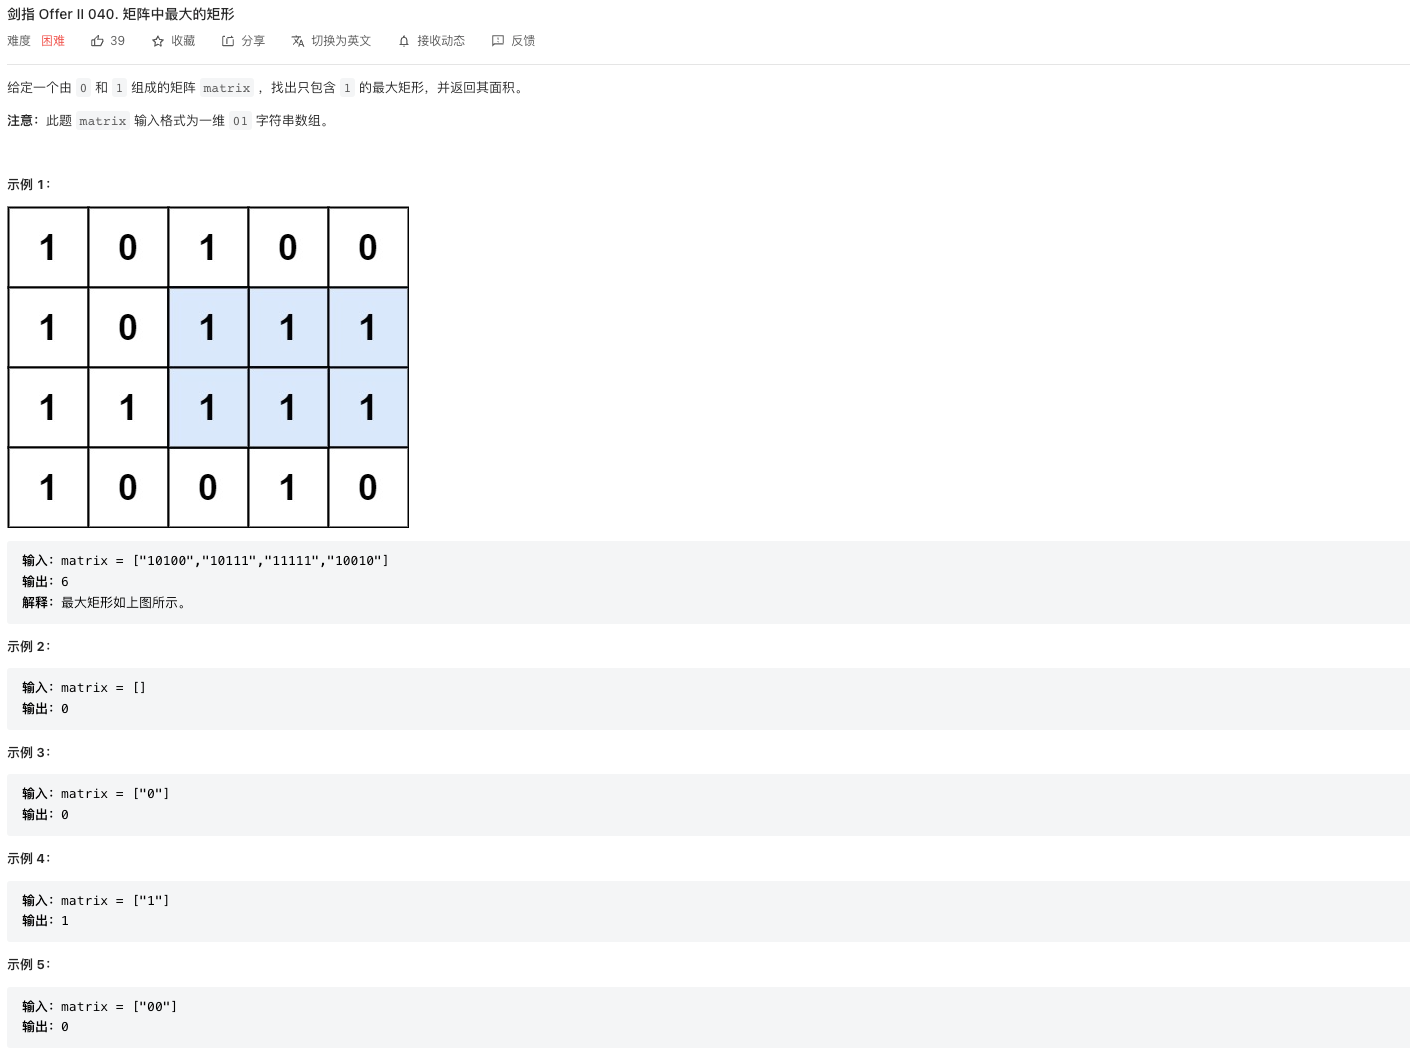 剑指 Offer II 040. 矩阵中最大的矩形
难度 困难 39 收藏 分享 切换为英文 接收动态 反馈
给定一个由 0 和 1 组成的矩阵 matrix ，找出只包含 1 的最大矩形，并返回其面积。
注意：此题 matrix 输入格式为一维 01 字符串数组。
示例 1：
1 0 1 0 0
1 0 1 1 1
1 1 1 1 1
1 0 0 1 0
输入：matrix = ["10100","10111","11111","10010"]
输出：6
解释：最大矩形如上图所示。
示例 2：
输入：matrix = []
输出：0
示例 3：
输入：matrix = ["0"]
输出：0
示例 4：
输入：matrix = ["1"]
输出：1
示例 5：
输入：matrix = ["00"]
输出：0